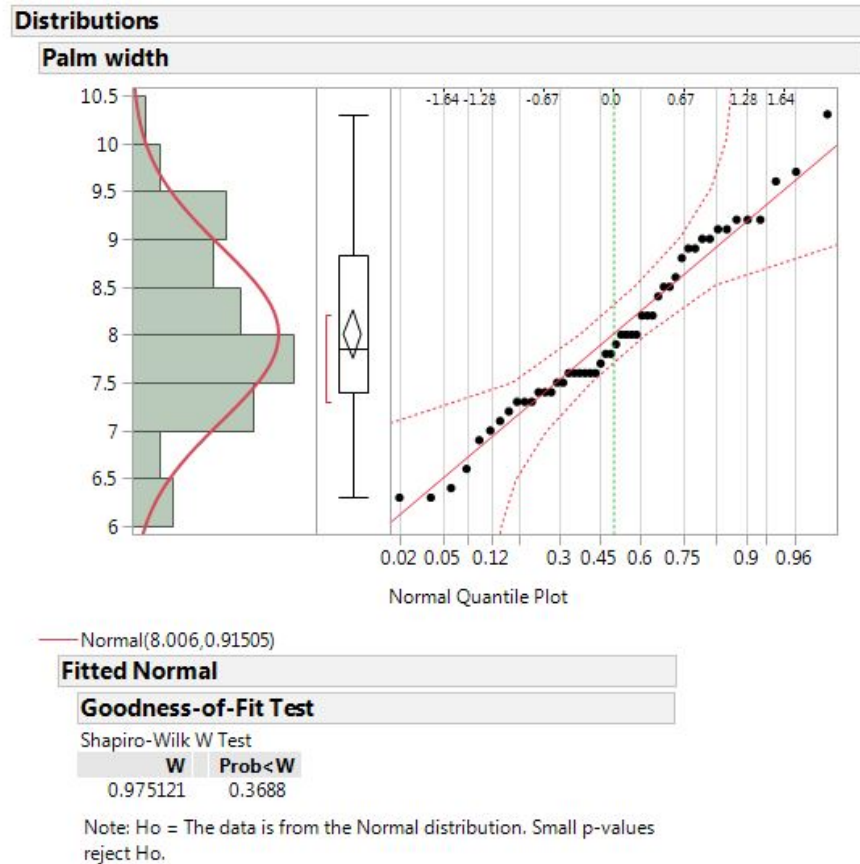 Distributions
Palm width
10.5
10
9.5
9
8.5
8
7.5
7
6.5
6
-1.64 -1.28 -0.67 0.0 0.67 1.28 1.64
0.02 0.05 0.12 0.3 0.45 0.6 0.75 0.9 0.96
Normal Quantile Plot
Normal(8.006,0.91505)
Fitted Normal
Goodness-of-Fit Test
Shapiro-Wilk W Test
W Prob<W
0.975121 0.3688
Note: Ho = The data is from the Normal distribution. Small p-values
reject Ho.